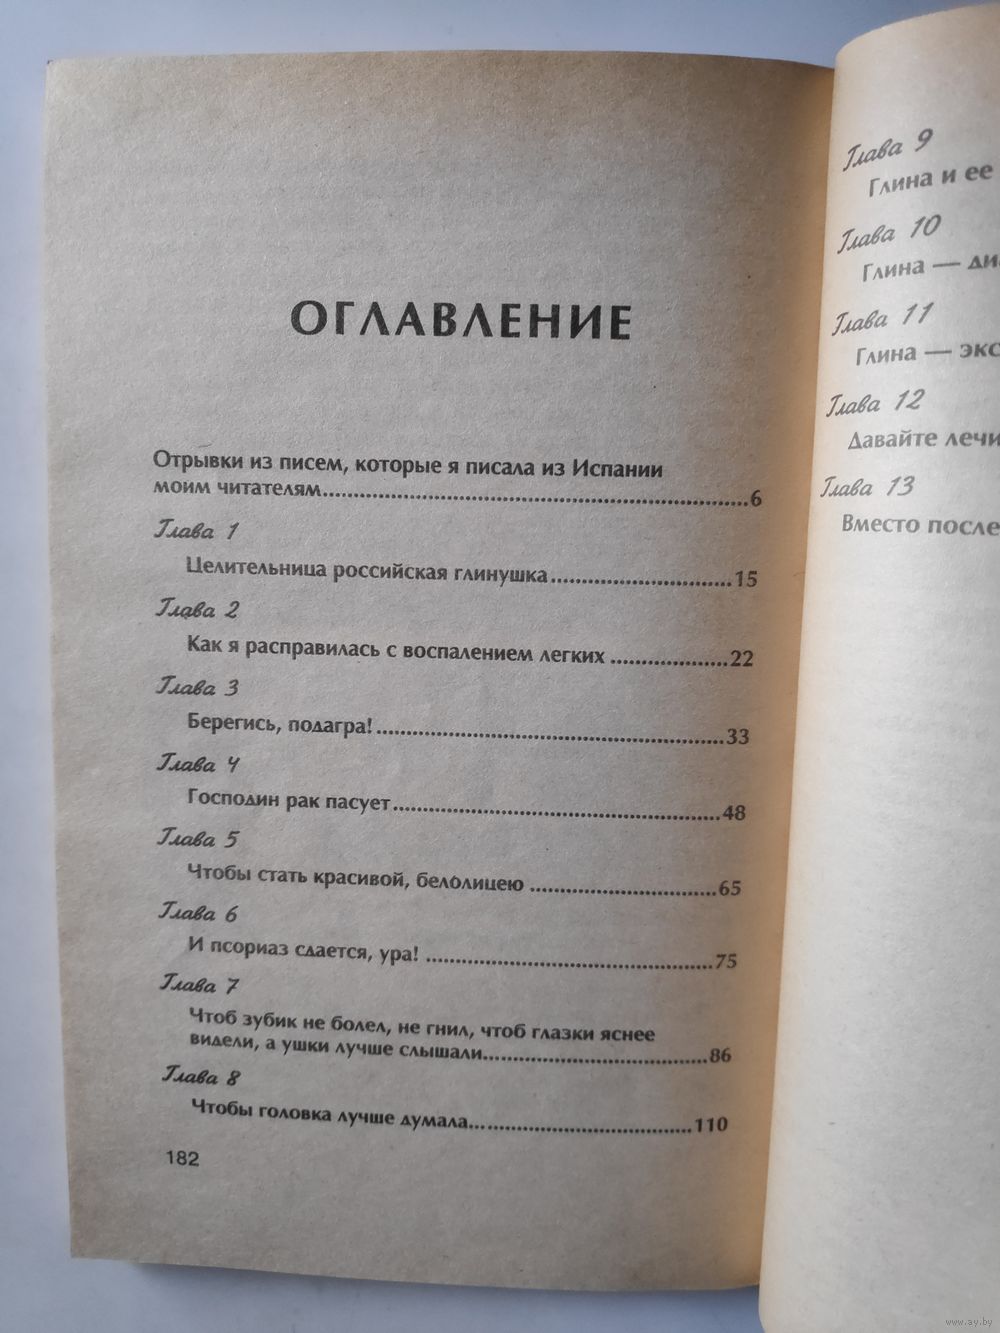 ОГЛАВЛЕНИЕ
Отрывки из писем, которые я писала из Испании
моим читателям....................6
Глава 1
Целительница российская глинушка....................15
Глава 2
Как я расправилась с воспалением легких....................22
Глава 3
Берегись, подагра!....................33
Глава 4
Господин рак пасует....................48
Глава 5
Чтобы стать красивой, белолицею....................65
Глава 6
И псориаз сдается, ура!....................75
Глава 7
Чтоб зубик не болел, не гнил, чтоб глазки яснее
видели, а ушки лучше слышали....................86
Глава 8
Чтобы головка лучше думала....................110
182
Глава 9
Глина и ее
Глава 10
Глина —
Глава 11
Глина —
Глава 12
Давайте
Глава 13
Вместо
www.ay.by